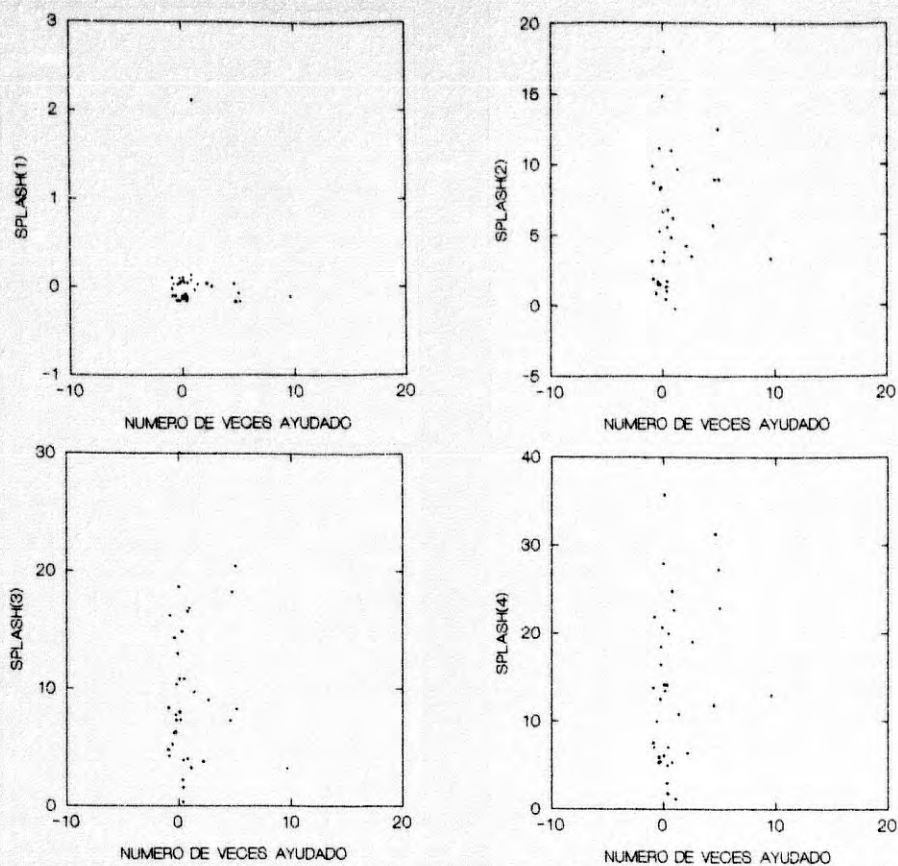 3
2
1
0
-1
SPLASH(1)
-10 0 10 20
NUMERO DE VECES AYUDADO
20
15
10
5
0
-5
SPLASH(2)
-10 0 10 20
NUMERO DE VECES AYUDADO
30
20
10
0
SPLASH(3)
-10 0 10 20
NUMERO DE VECES AYUDADO
40
30
20
10
0
SPLASH(4)
-10 0 10 20
NUMERO DE VECES AYUDADO